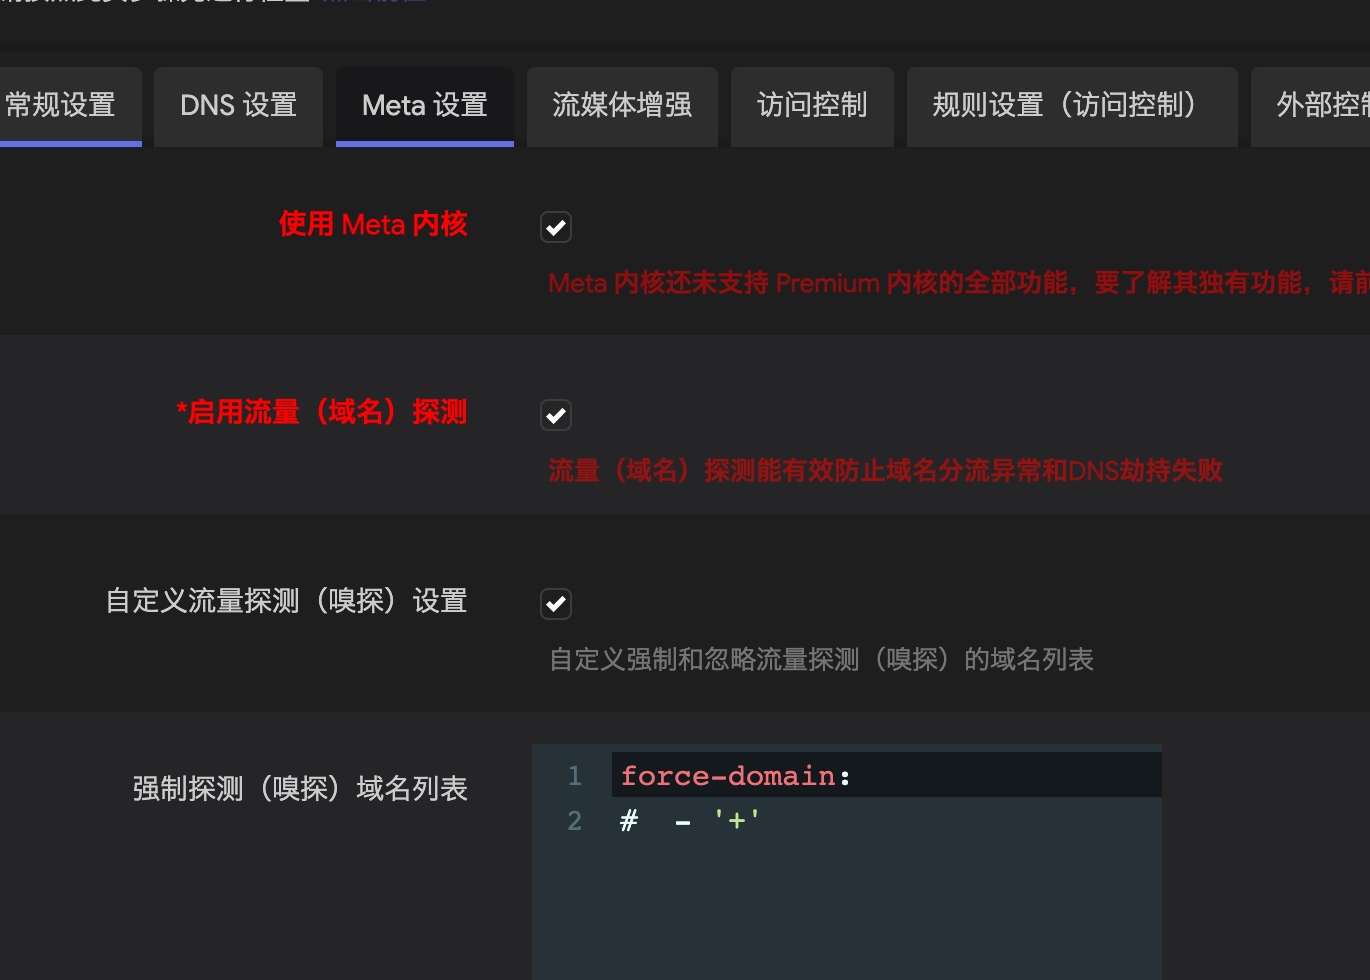 常规设置 DNS 设置 Meta 设置 流媒体增强 访问控制 规则设置（访问控制） 外部控制
使用 Meta 内核
Meta 内核还未支持 Premium 内核的全部功能，要了解其独有功能，请前
*启用流量（域名）探测
流量（域名）探测能有效防止域名分流异常和DNS劫持失败
自定义流量探测（嗅探）设置
自定义强制和忽略流量探测（嗅探）的域名列表
强制探测（嗅探）域名列表
1 force-domain:
2 #  - '+'